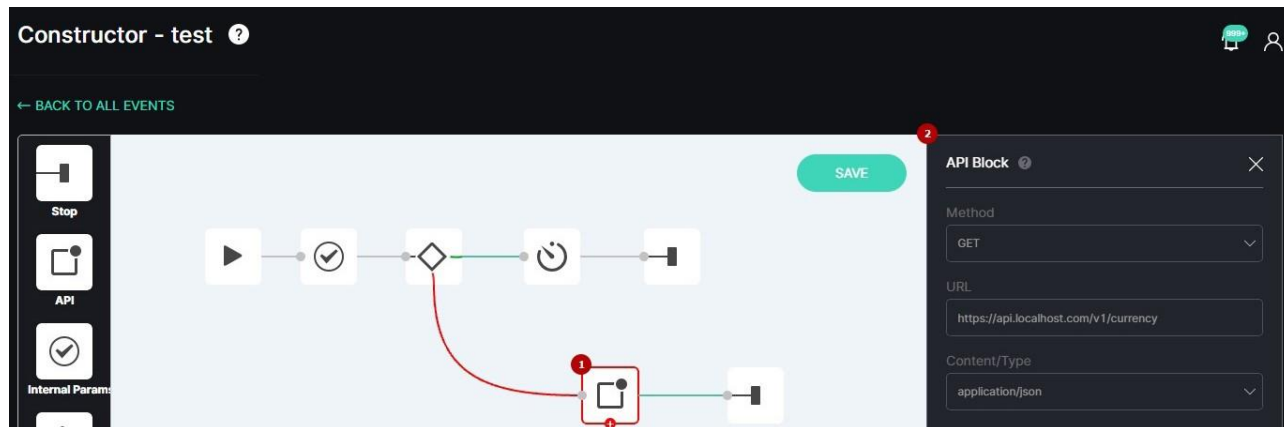 Constructor - test ?
999+
← BACK TO ALL EVENTS
Stop
API
Internal Params
SAVE
1
2
API Block ?
Method
GET
URL
https://api.localhost.com/v1/currency
Content/Type
application/json